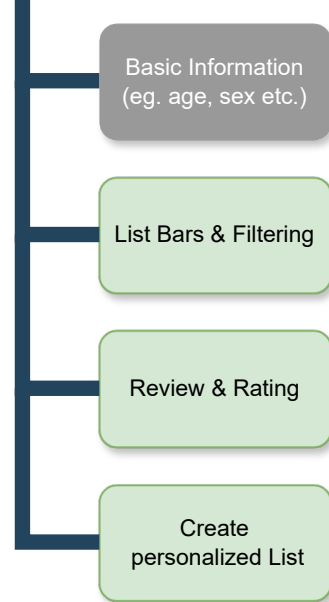 Basic Information
(eg. age, sex etc.)
List Bars & Filtering
Review & Rating
Create
personalized List